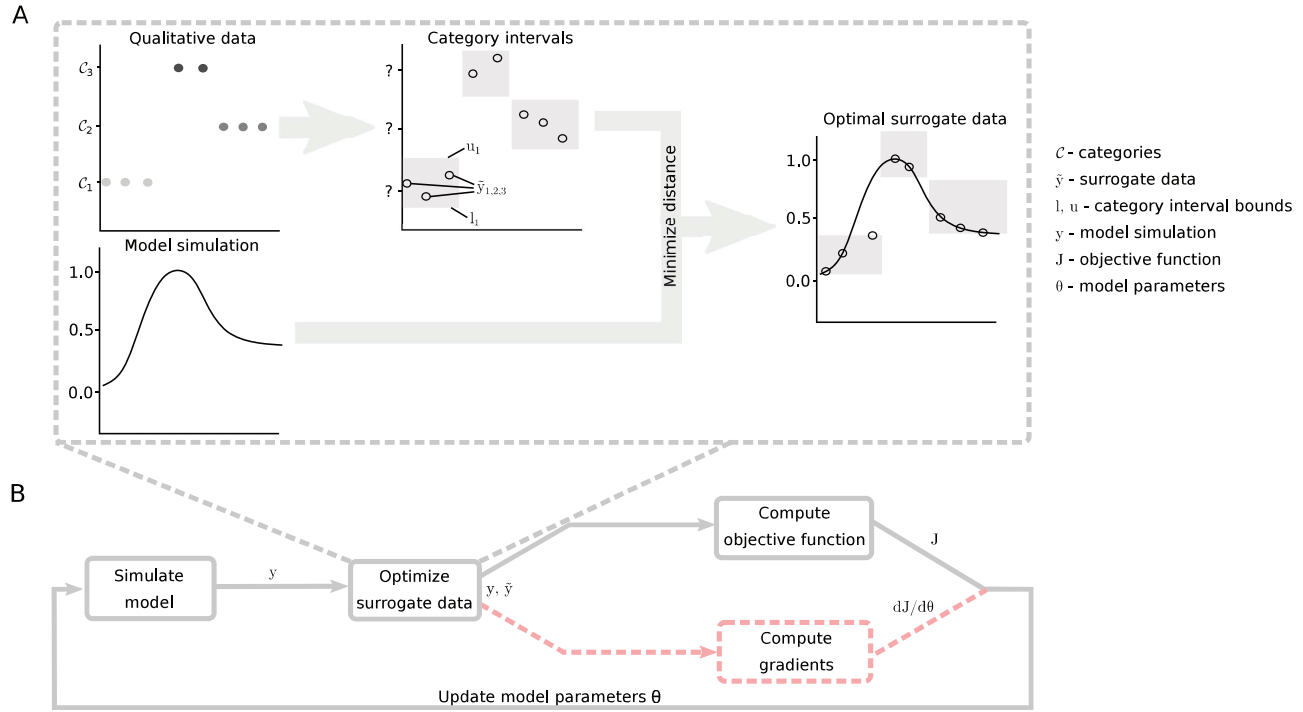 A
Qualitative data
𝒞3
𝒞2
𝒞1
Category intervals
?
?
?
u1
ỹ1,2,3
l1
Model simulation
1.0
0.5
0.0
Minimize distance
Optimal surrogate data
1.0
0.5
0.0
𝒞 - categories
ỹ - surrogate data
l, u - category interval bounds
y - model simulation
J - objective function
θ - model parameters
B
Simulate
model
y
Optimize
surrogate data
y, ỹ
Compute
objective function
J
Compute
gradients
dJ/dθ
Update model parameters θ